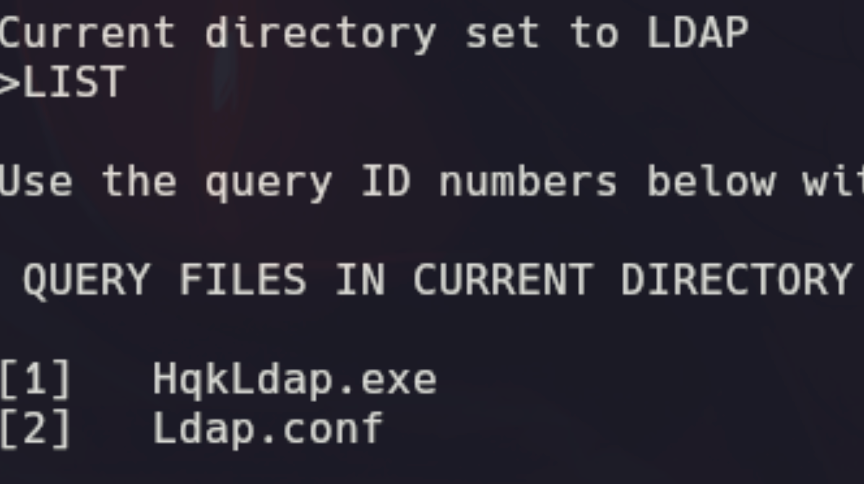 Current directory set to LDAP
>LIST
Use the query ID numbers below
QUERY FILES IN CURRENT DIRECTORY
[1] HqkLdap.exe
[2] Ldap.conf